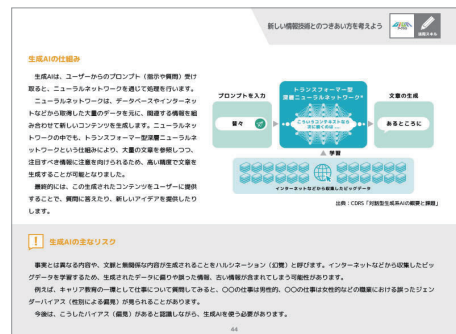 新しい情報技術とのつきあい方を考えよう
活用スキル
生成AIの仕組み
生成AIは、ユーザーからのプロンプト（指示や質問）受け
取ると、ニューラルネットワークを通じて処理を行います。
ニューラルネットワークは、データベースやインターネッ
トなどから取得した大量のデータを元に、関連する情報を組
み合わせて新しいコンテンツを生成します。ニューラルネッ
トワークの中でも、トランスフォーマー型深層ニューラルネ
ットワークという仕組みにより、大量の文章を参照しつつ、
注目すべき情報に注意を向けられるため、高い精度で文章を
生成することが可能となりました。
最終的には、この生成されたコンテンツをユーザーに提供
することで、質問に答えたり、新しいアイデアを提供したり
します。
プロンプトを入力
昔々
トランスフォーマー型
深層ニューラルネットワーク
こういうコンテキストなら
次に続くのは…
文章の生成
あるところに
▲学習
インターネットなどから収集したビッグデータ
出典：CDRS「対話型生成系AIの概要と課題」
! 生成AIの主なリスク
事実とは異なる内容や、文脈と無関係な内容が生成されることをハルシネーション（幻覚）と呼びます。インターネットなどから収集したビッ
グデータを学習するため、生成されたデータに偏りや誤った情報、古い情報が含まれてしまう可能性があります。
例えば、キャリア教育の一環として仕事について質問してみると、〇〇の仕事は男性的、〇〇の仕事は女性的などの職業における誤ったジェン
ダーバイアス（性別による偏見）が見られることがあります。
今後は、こうしたバイアス（偏見）があると認識しながら、生成AIを使う必要があります。
44